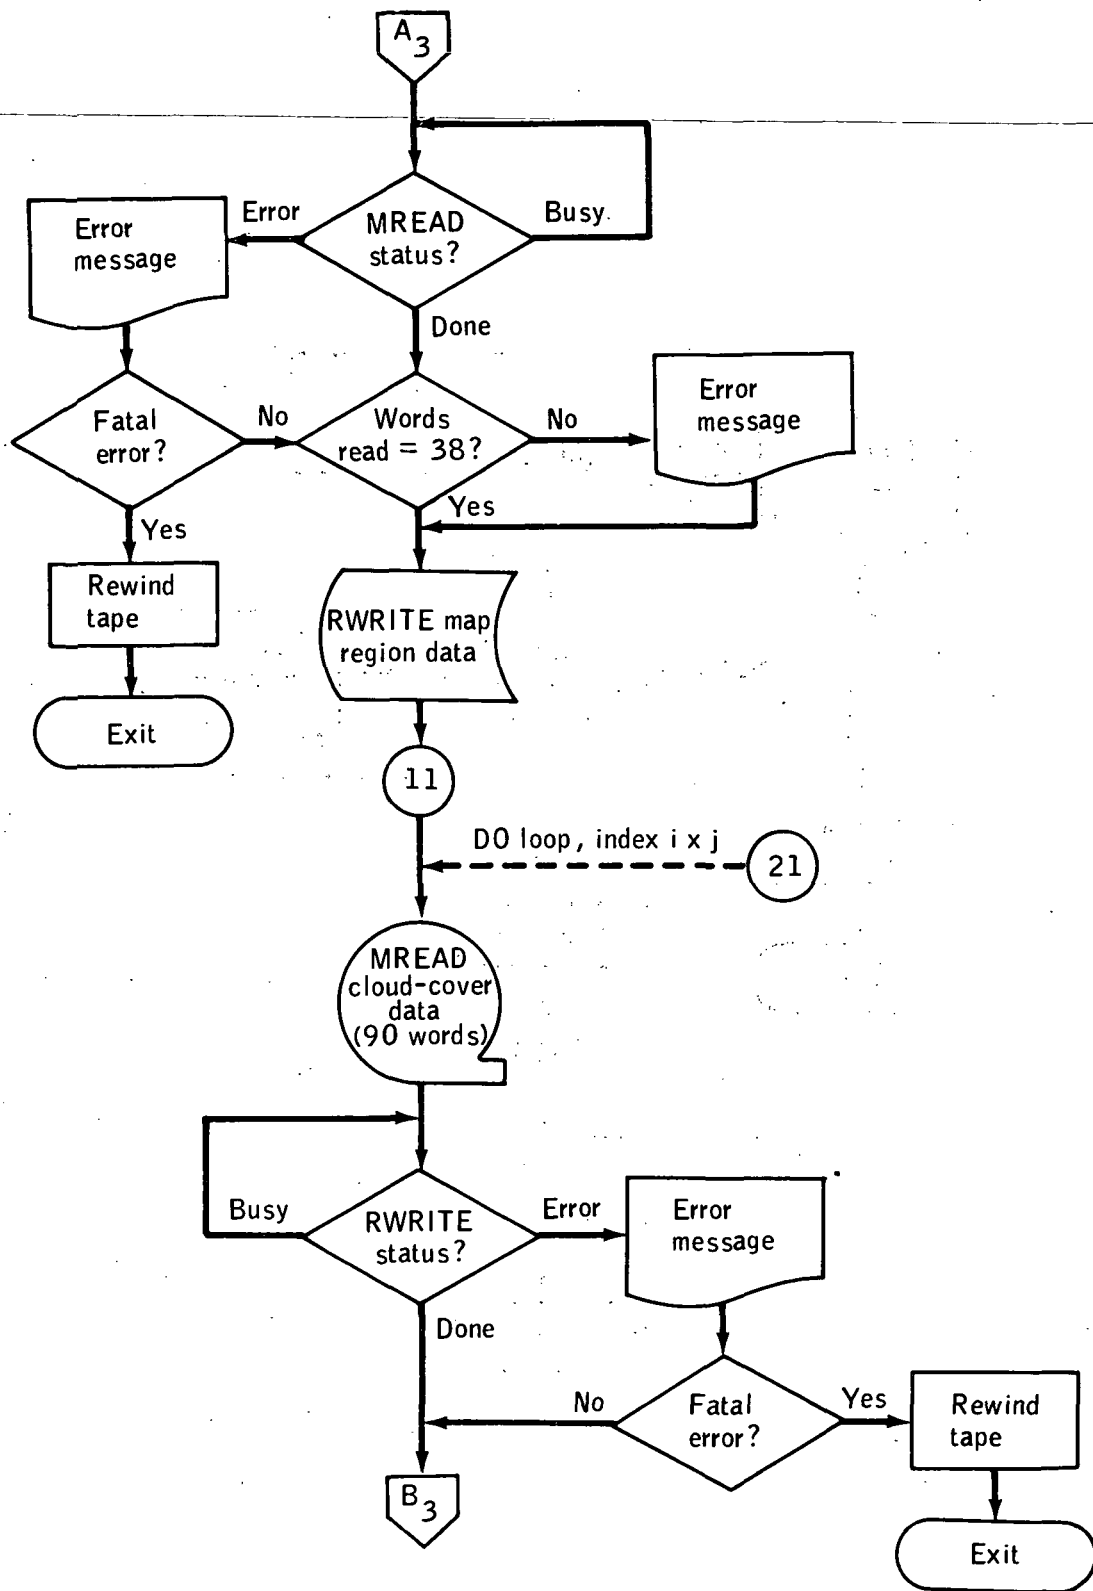 A3
Error
Busy
MREAD
status?
Error
message
Done
Fatal
error?
No
Words
read = 38?
No
Error
message
Yes
Yes
Rewind
tape
RWRITE map
region data
Exit
11
DO loop, index i x j
21
MREAD
cloud-cover
data
(90 words)
Busy
RWRITE
status?
Error
Error
message
Done
No
Fatal
error?
Yes
Rewind
tape
B3
Exit